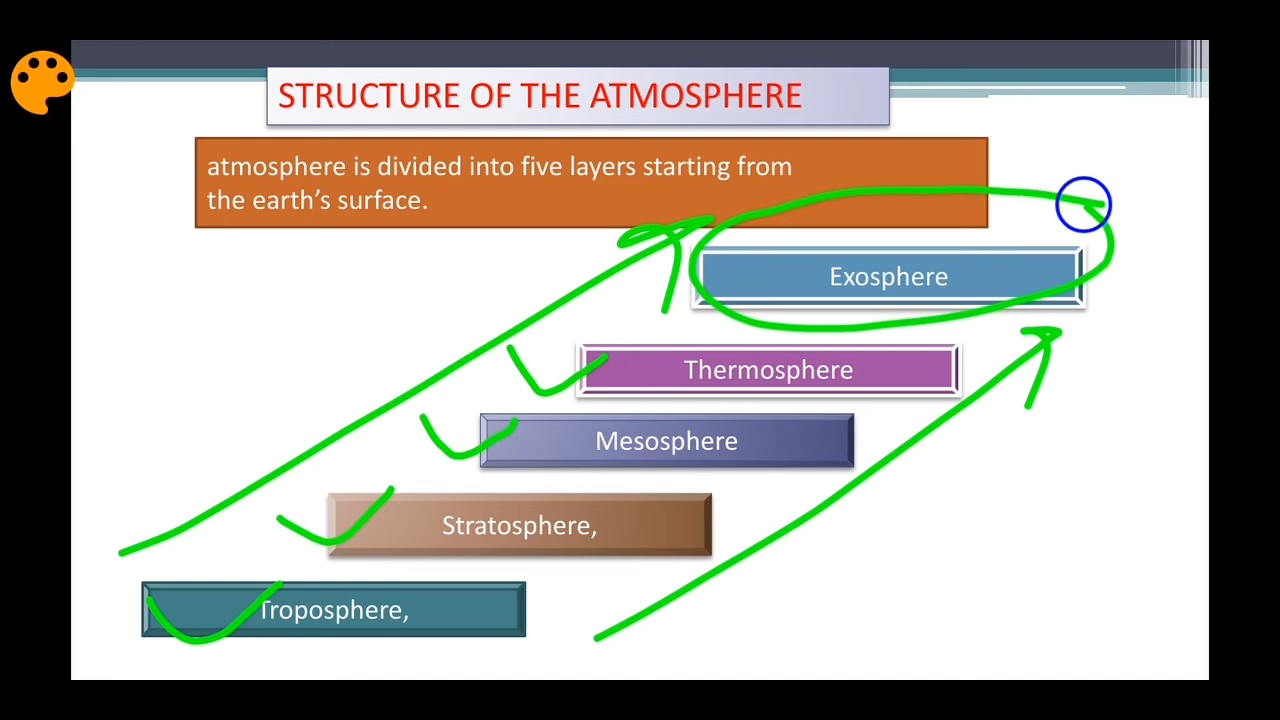 STRUCTURE OF THE ATMOSPHERE
atmosphere is divided into five layers starting from
the earth’s surface.
Exosphere
Thermosphere
Mesosphere
Stratosphere,
Troposphere,